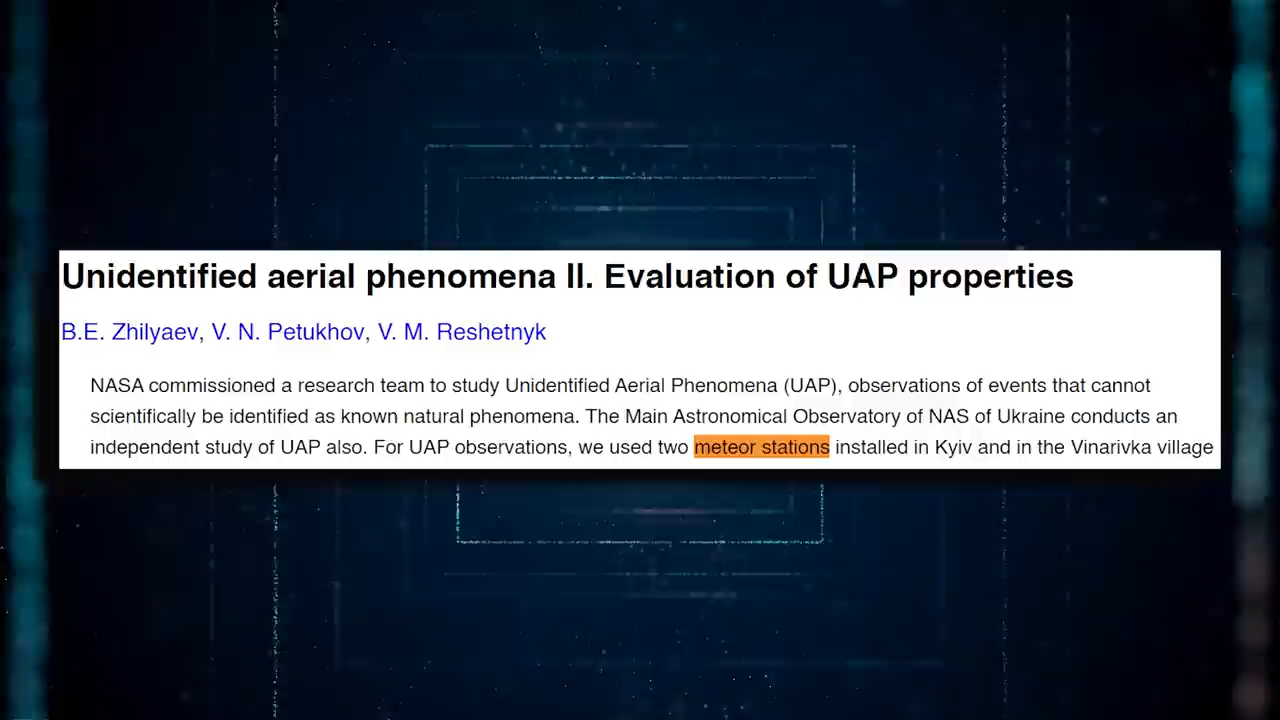 Unidentified aerial phenomena II. Evaluation of UAP properties
B.E. Zhilyaev, V. N. Petukhov, V. M. Reshetnyk
NASA commissioned a research team to study Unidentified Aerial Phenomena (UAP), observations of events that cannot
scientifically be identified as known natural phenomena. The Main Astronomical Observatory of NAS of Ukraine conducts an
independent study of UAP also. For UAP observations, we used two meteor stations installed in Kyiv and in the Vinarivka village